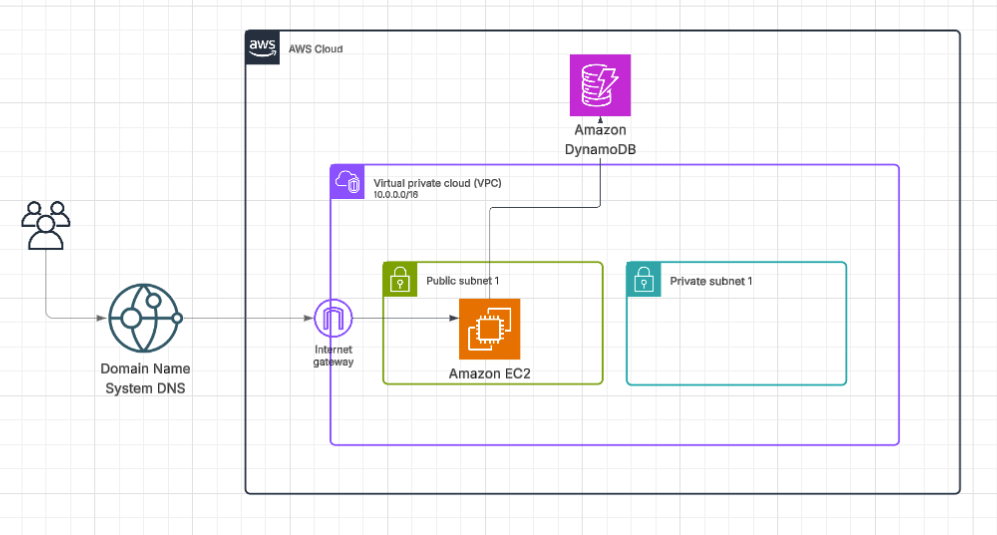 aws
AWS Cloud
Amazon
DynamoDB
Virtual private cloud (VPC)
10.0.0.0/16
Public subnet 1
Private subnet 1
Internet
gateway
Domain Name
System DNS
Amazon EC2